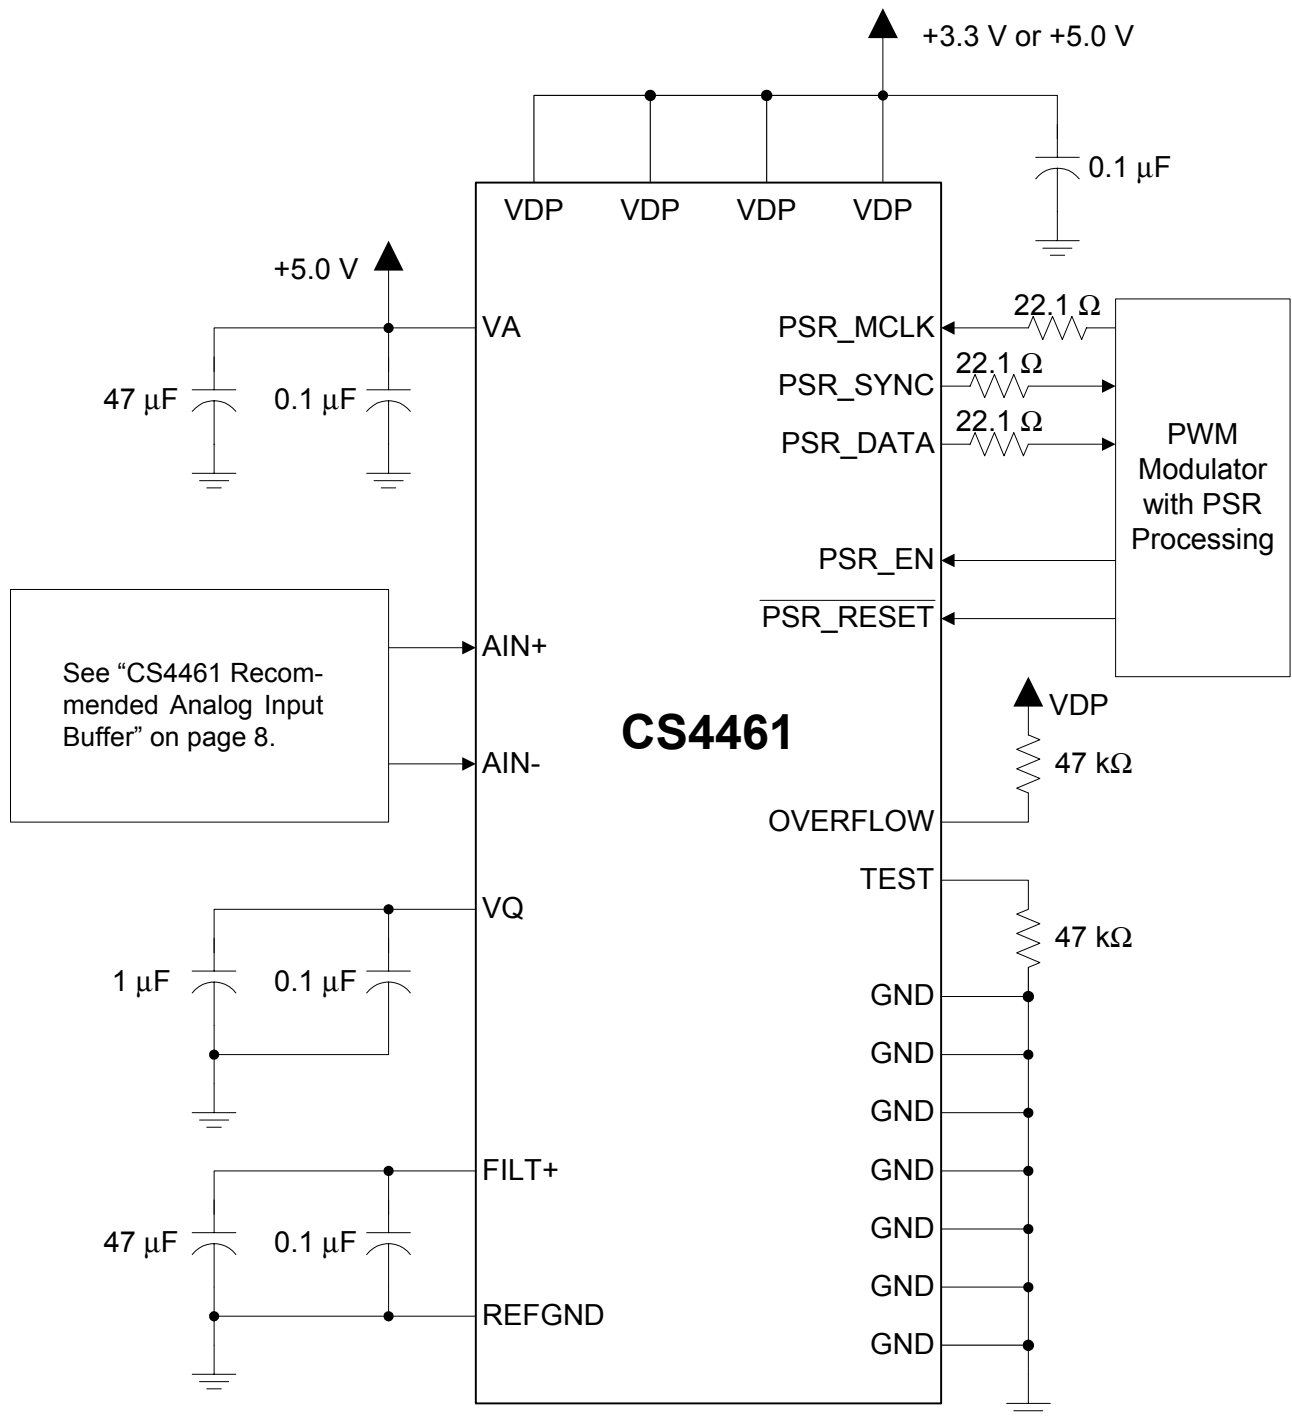 +3.3 V or +5.0 V
0.1 μF
VDP VDP VDP VDP
+5.0 V
VA
47 μF 0.1 μF
PSR_MCLK
22.1 Ω
PSR_SYNC
22.1 Ω
PSR_DATA
22.1 Ω
PSR_EN
PSR_RESET
PWM
Modulator
with PSR
Processing
See “CS4461 Recom-
mended Analog Input
Buffer” on page 8.
AIN+
AIN-
CS4461
VDP
47 kΩ
OVERFLOW
TEST
47 kΩ
VQ
1 μF 0.1 μF
GND
GND
GND
GND
GND
GND
GND
FILT+
47 μF 0.1 μF
REFGND